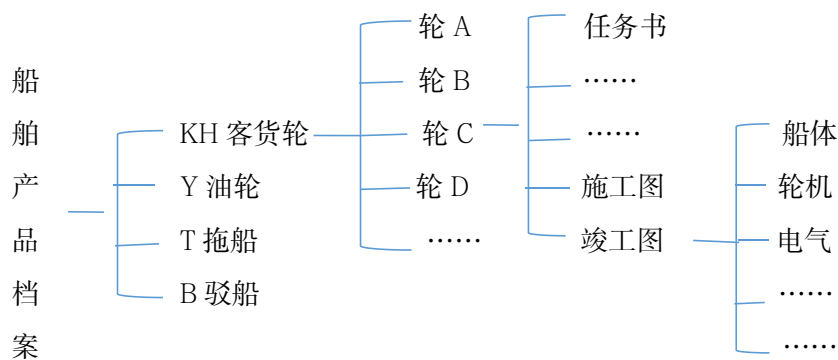 船舶产品档案
KH 客货轮
Y 油轮
T 拖船
B 驳船
轮 A
轮 B
轮 C
轮 D
……
任务书
……
……
施工图
竣工图
船体
轮机
电气
……
……